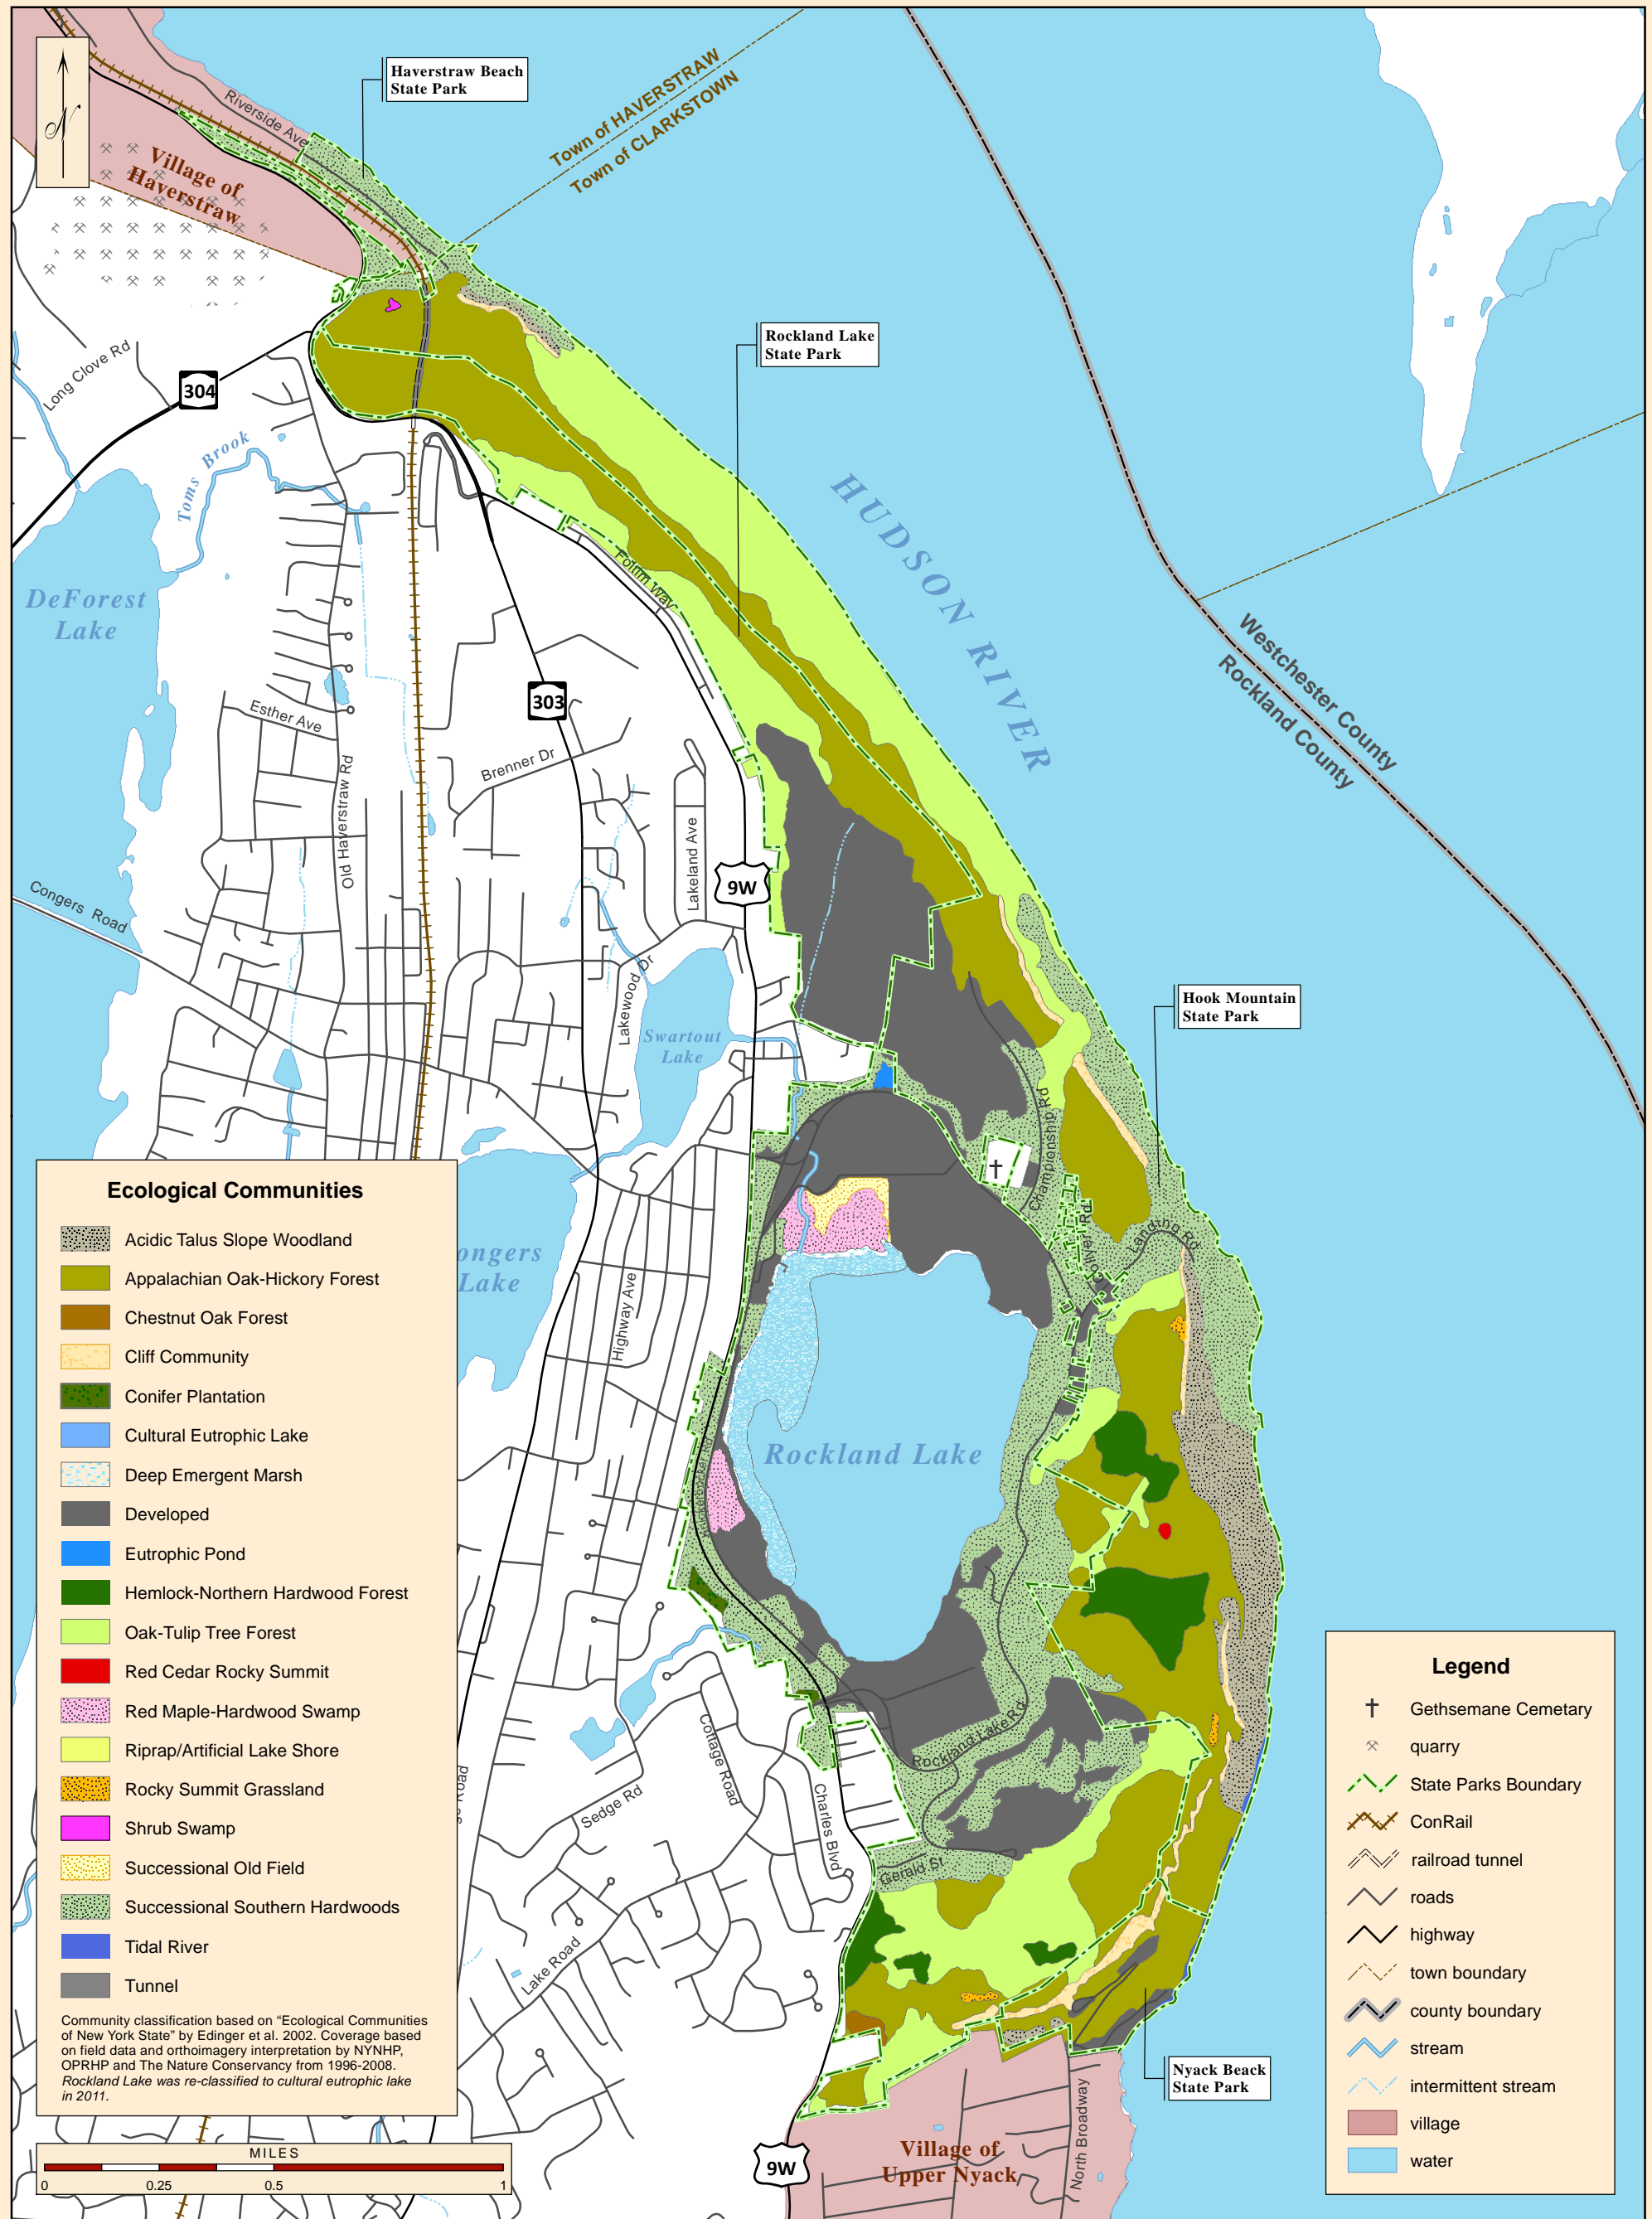 Haverstraw Beach
State Park
Town of HAVERSTRAW
Town of CLARKSTOWN
Riverside Ave
Village of
Haverstraw
N
Rockland Lake
State Park
Long Clove Rd
304
Toms Brook
HUDSON RIVER
DeForest
Lake
Foltim Way
Westchester County
Rockland County
303
Esther Ave
Brenner Dr
Old Haverstraw Rd
Lakeland Ave
9W
Congers Road
Lakewood Dr
Swartout
Lake
Hook Mountain
State Park
Championship Rd
Collyer Rd
Landing Rd
ongers
Lake
Highway Ave
Rockland Lake
Rockland Lake Rd
Cottage Road
Sedge Rd
Charles Blvd
Gerald St
Lake Road
Road
Nyack Beack
State Park
North Broadway
Village of
Upper Nyack
9W
Ecological Communities
Acidic Talus Slope Woodland
Appalachian Oak-Hickory Forest
Chestnut Oak Forest
Cliff Community
Conifer Plantation
Cultural Eutrophic Lake
Deep Emergent Marsh
Developed
Eutrophic Pond
Hemlock-Northern Hardwood Forest
Oak-Tulip Tree Forest
Red Cedar Rocky Summit
Red Maple-Hardwood Swamp
Riprap/Artificial Lake Shore
Rocky Summit Grassland
Shrub Swamp
Successional Old Field
Successional Southern Hardwoods
Tidal River
Tunnel
Community classification based on “Ecological Communities
of New York State” by Edinger et al. 2002. Coverage based
on field data and orthoimagery interpretation by NYNHP,
OPRHP and The Nature Conservancy from 1996-2008.
Rockland Lake was re-classified to cultural eutrophic lake
in 2011.
MILES
0 0.25 0.5 1
Legend
Gethsemane Cemetary
quarry
State Parks Boundary
ConRail
railroad tunnel
roads
highway
town boundary
county boundary
stream
intermittent stream
village
water